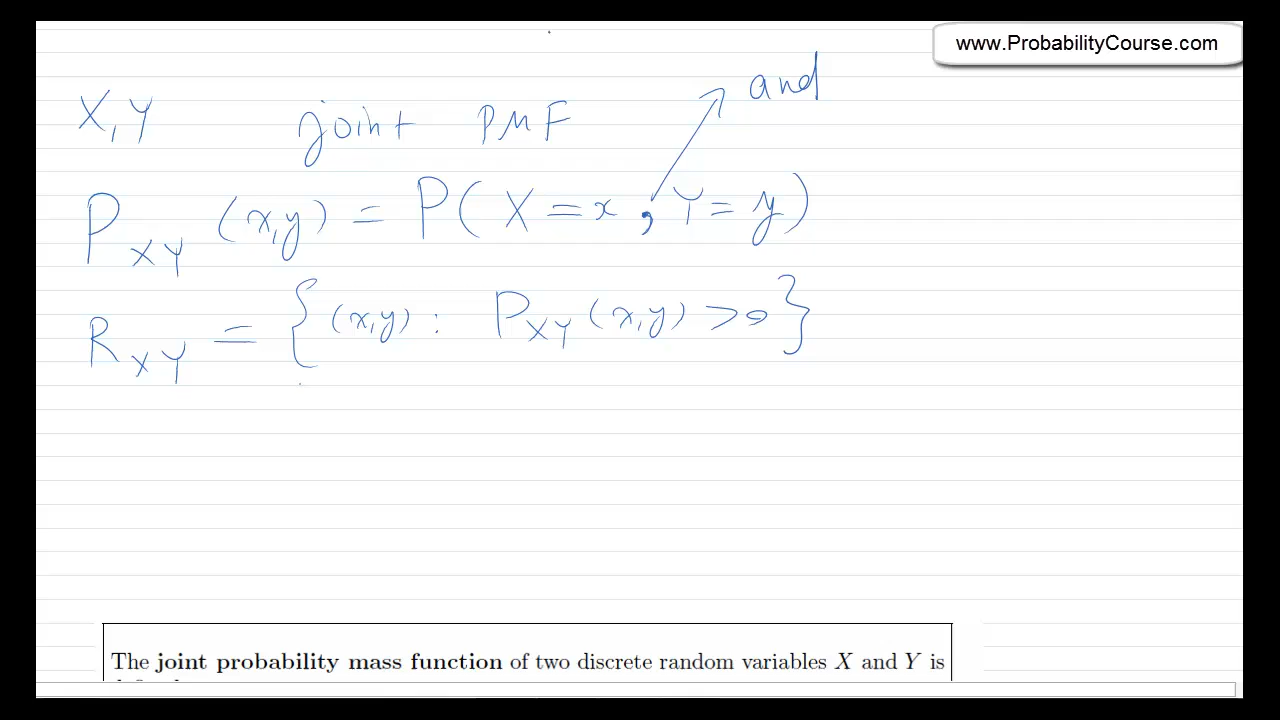 www.ProbabilityCourse.com
and
X, Y joint PMF
P_XY (x,y) = P( X = x , Y = y )
R_XY = { (x,y) : P_XY (x,y) > 0 }
The joint probability mass function of two discrete random variables X and Y is